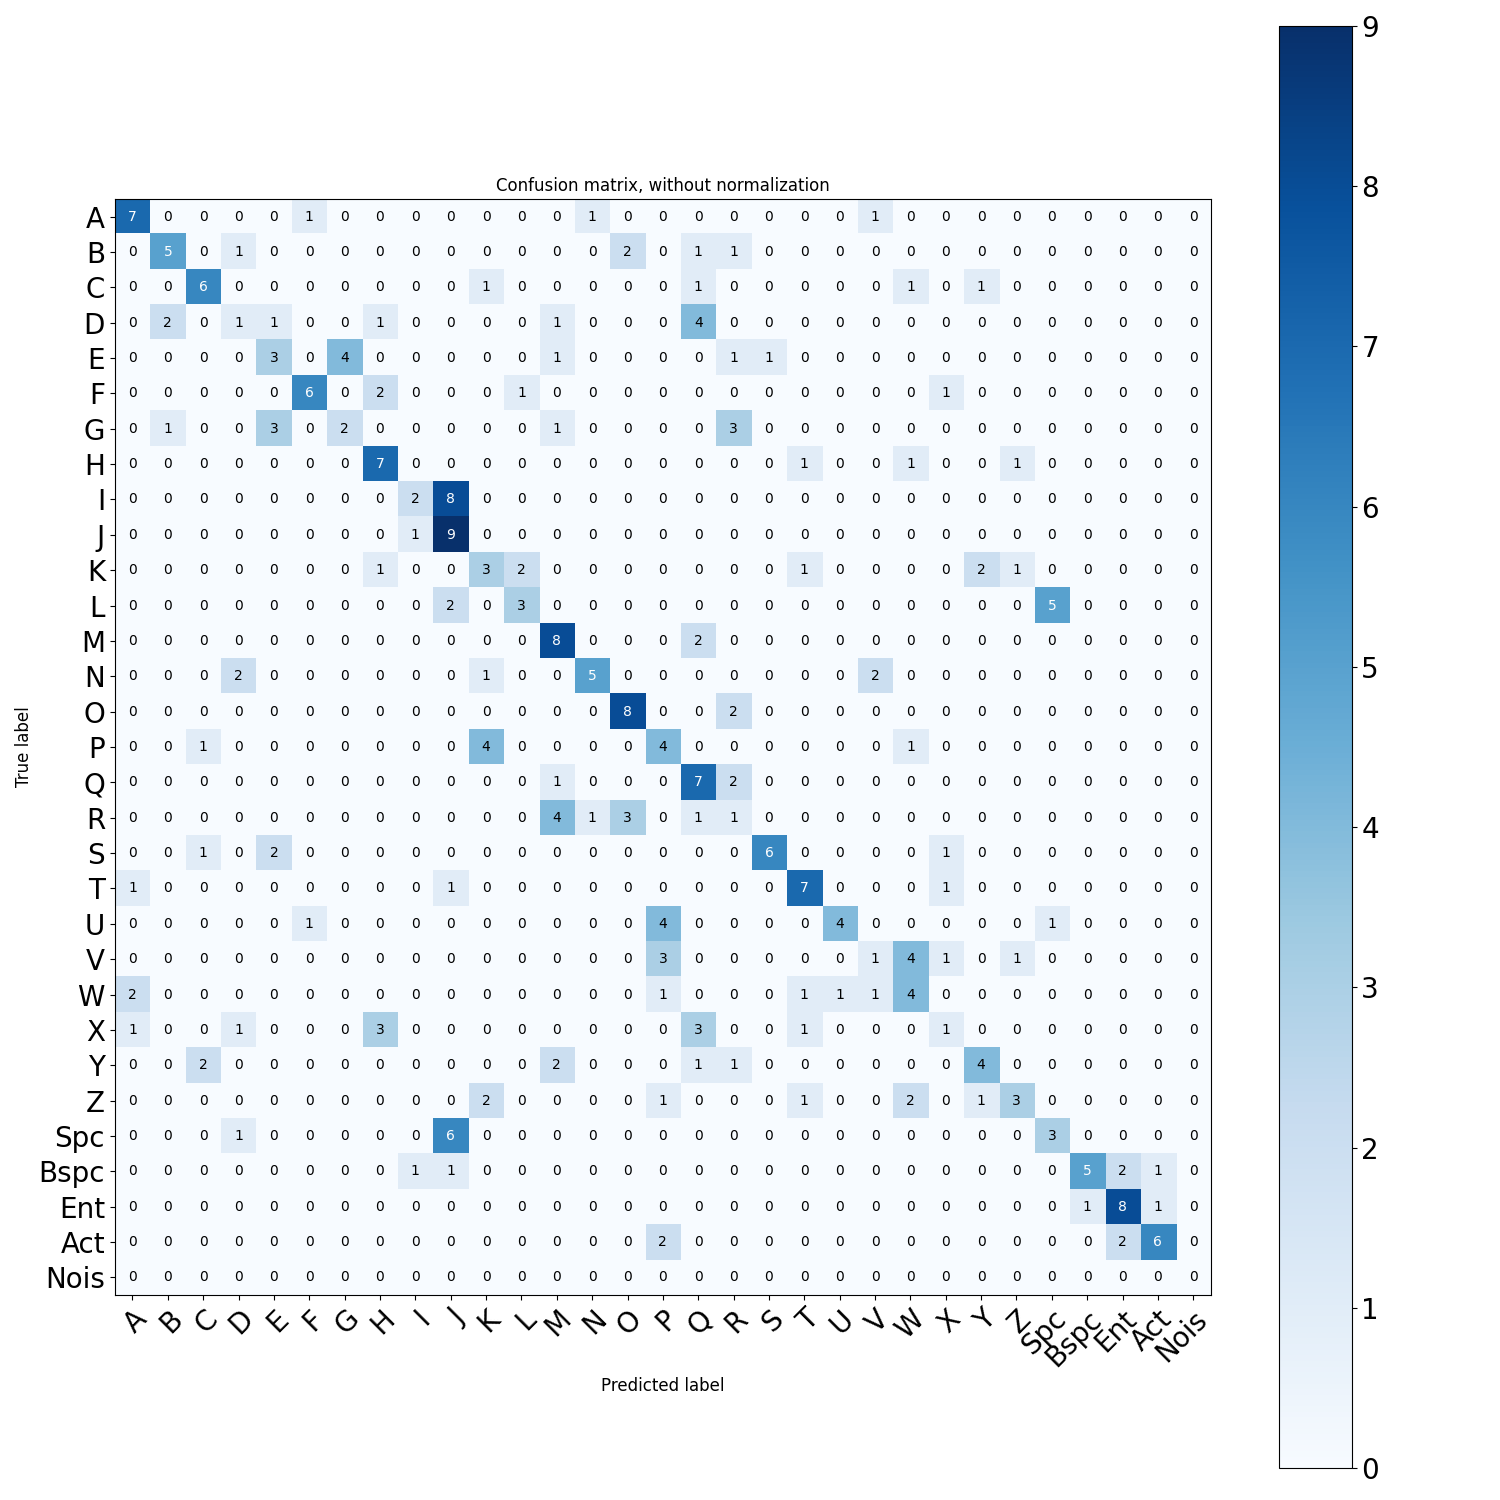 Confusion matrix, without normalization
A 7 0 0 0 0 1 0 0 0 0 0 0 0 1 0 0 0 0 0 0 0 1 0 0 0 0 0 0 0 0 0
B 0 5 0 1 0 0 0 0 0 0 0 0 0 0 2 0 1 1 0 0 0 0 0 0 0 0 0 0 0 0 0
C 0 0 6 0 0 0 0 0 0 0 1 0 0 0 0 0 1 0 0 0 0 0 1 0 1 0 0 0 0 0 0
D 0 2 0 1 1 0 0 1 0 0 0 0 1 0 0 0 4 0 0 0 0 0 0 0 0 0 0 0 0 0 0
E 0 0 0 0 3 0 4 0 0 0 0 0 1 0 0 0 0 1 1 0 0 0 0 0 0 0 0 0 0 0 0
F 0 0 0 0 0 6 0 2 0 0 0 1 0 0 0 0 0 0 0 0 0 0 0 1 0 0 0 0 0 0 0
G 0 1 0 0 3 0 2 0 0 0 0 0 1 0 0 0 0 3 0 0 0 0 0 0 0 0 0 0 0 0 0
H 0 0 0 0 0 0 0 7 0 0 0 0 0 0 0 0 0 0 0 1 0 0 1 0 0 1 0 0 0 0 0
I 0 0 0 0 0 0 0 0 2 8 0 0 0 0 0 0 0 0 0 0 0 0 0 0 0 0 0 0 0 0 0
J 0 0 0 0 0 0 0 0 1 9 0 0 0 0 0 0 0 0 0 0 0 0 0 0 0 0 0 0 0 0 0
K 0 0 0 0 0 0 0 1 0 0 3 2 0 0 0 0 0 0 0 1 0 0 0 0 2 1 0 0 0 0 0
L 0 0 0 0 0 0 0 0 0 2 0 3 0 0 0 0 0 0 0 0 0 0 0 0 0 0 5 0 0 0 0
M 0 0 0 0 0 0 0 0 0 0 0 0 8 0 0 0 2 0 0 0 0 0 0 0 0 0 0 0 0 0 0
N 0 0 0 2 0 0 0 0 0 0 1 0 0 5 0 0 0 0 0 0 0 2 0 0 0 0 0 0 0 0 0
O 0 0 0 0 0 0 0 0 0 0 0 0 0 0 8 0 0 2 0 0 0 0 0 0 0 0 0 0 0 0 0
P 0 0 1 0 0 0 0 0 0 0 4 0 0 0 0 4 0 0 0 0 0 0 1 0 0 0 0 0 0 0 0
Q 0 0 0 0 0 0 0 0 0 0 0 0 1 0 0 0 7 2 0 0 0 0 0 0 0 0 0 0 0 0 0
R 0 0 0 0 0 0 0 0 0 0 0 0 4 1 3 0 1 1 0 0 0 0 0 0 0 0 0 0 0 0 0
S 0 0 1 0 2 0 0 0 0 0 0 0 0 0 0 0 0 0 6 0 0 0 0 1 0 0 0 0 0 0 0
T 1 0 0 0 0 0 0 0 0 1 0 0 0 0 0 0 0 0 0 7 0 0 0 1 0 0 0 0 0 0 0
U 0 0 0 0 0 1 0 0 0 0 0 0 0 0 0 4 0 0 0 0 4 0 0 0 0 0 1 0 0 0 0
V 0 0 0 0 0 0 0 0 0 0 0 0 0 0 0 3 0 0 0 0 0 1 4 1 0 1 0 0 0 0 0
W 2 0 0 0 0 0 0 0 0 0 0 0 0 0 0 1 0 0 0 1 1 1 4 0 0 0 0 0 0 0 0
X 1 0 0 1 0 0 0 3 0 0 0 0 0 0 0 0 3 0 0 1 0 0 0 1 0 0 0 0 0 0 0
Y 0 0 2 0 0 0 0 0 0 0 0 0 2 0 0 0 1 1 0 0 0 0 0 0 4 0 0 0 0 0 0
Z 0 0 0 0 0 0 0 0 0 0 2 0 0 0 0 1 0 0 0 1 0 0 2 0 1 3 0 0 0 0 0
Spc 0 0 0 1 0 0 0 0 0 6 0 0 0 0 0 0 0 0 0 0 0 0 0 0 0 0 3 0 0 0 0
Bspc 0 0 0 0 0 0 0 0 1 1 0 0 0 0 0 0 0 0 0 0 0 0 0 0 0 0 0 5 2 1 0
Ent 0 0 0 0 0 0 0 0 0 0 0 0 0 0 0 0 0 0 0 0 0 0 0 0 0 0 0 1 8 1 0
Act 0 0 0 0 0 0 0 0 0 0 0 0 0 0 0 2 0 0 0 0 0 0 0 0 0 0 0 0 2 6 0
Nois 0 0 0 0 0 0 0 0 0 0 0 0 0 0 0 0 0 0 0 0 0 0 0 0 0 0 0 0 0 0 0
A B C D E F G H I J K L M N O P Q R S T U V W X Y Z Spc Bspc Ent Act Nois
Predicted label
True label
9
8
7
6
5
4
3
2
1
0